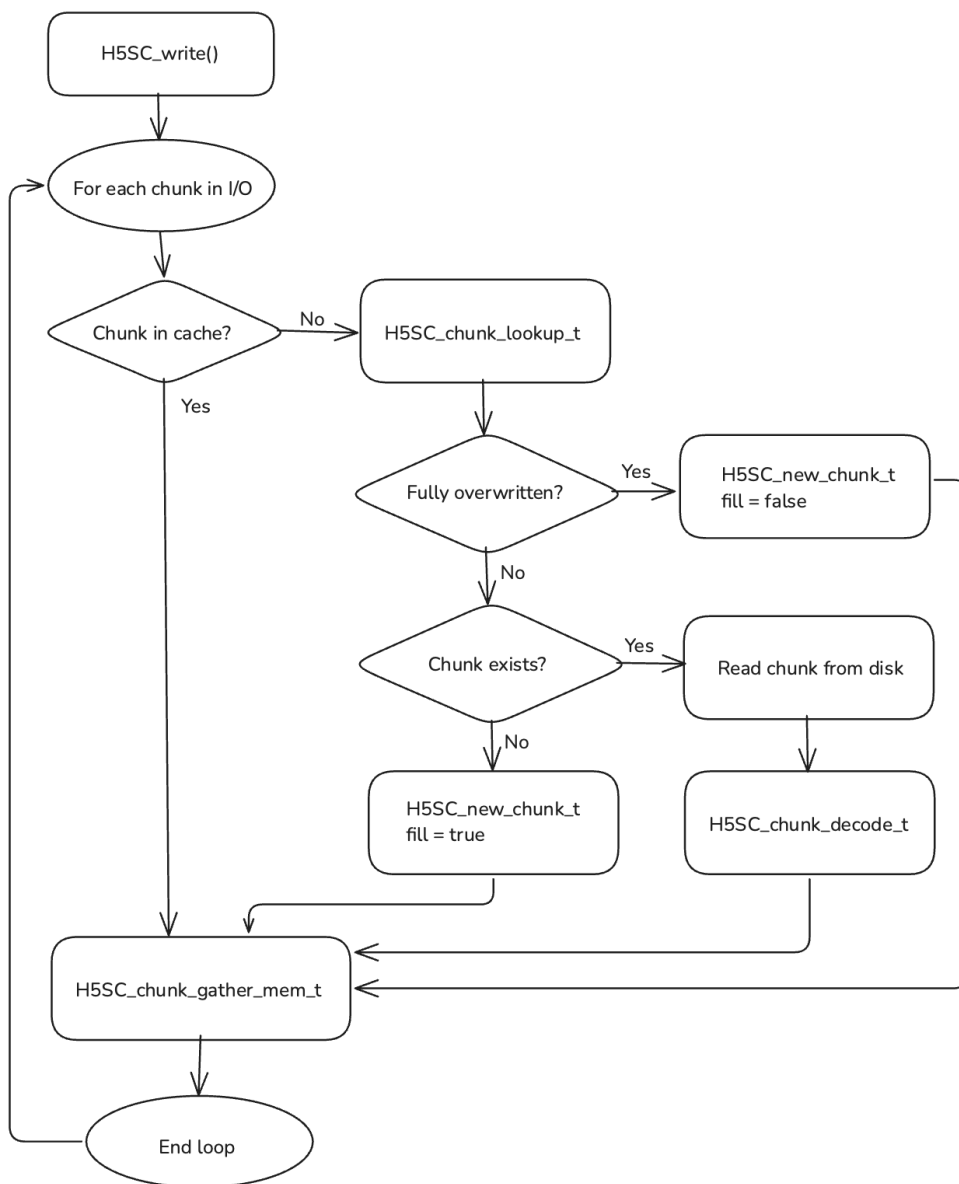 H5SC_write()
For each chunk in I/O
Chunk in cache?
No
H5SC_chunk_lookup_t
Yes
Fully overwritten?
Yes
H5SC_new_chunk_t
fill = false
No
Chunk exists?
Yes
Read chunk from disk
No
H5SC_new_chunk_t
fill = true
H5SC_chunk_decode_t
H5SC_chunk_gather_mem_t
End loop